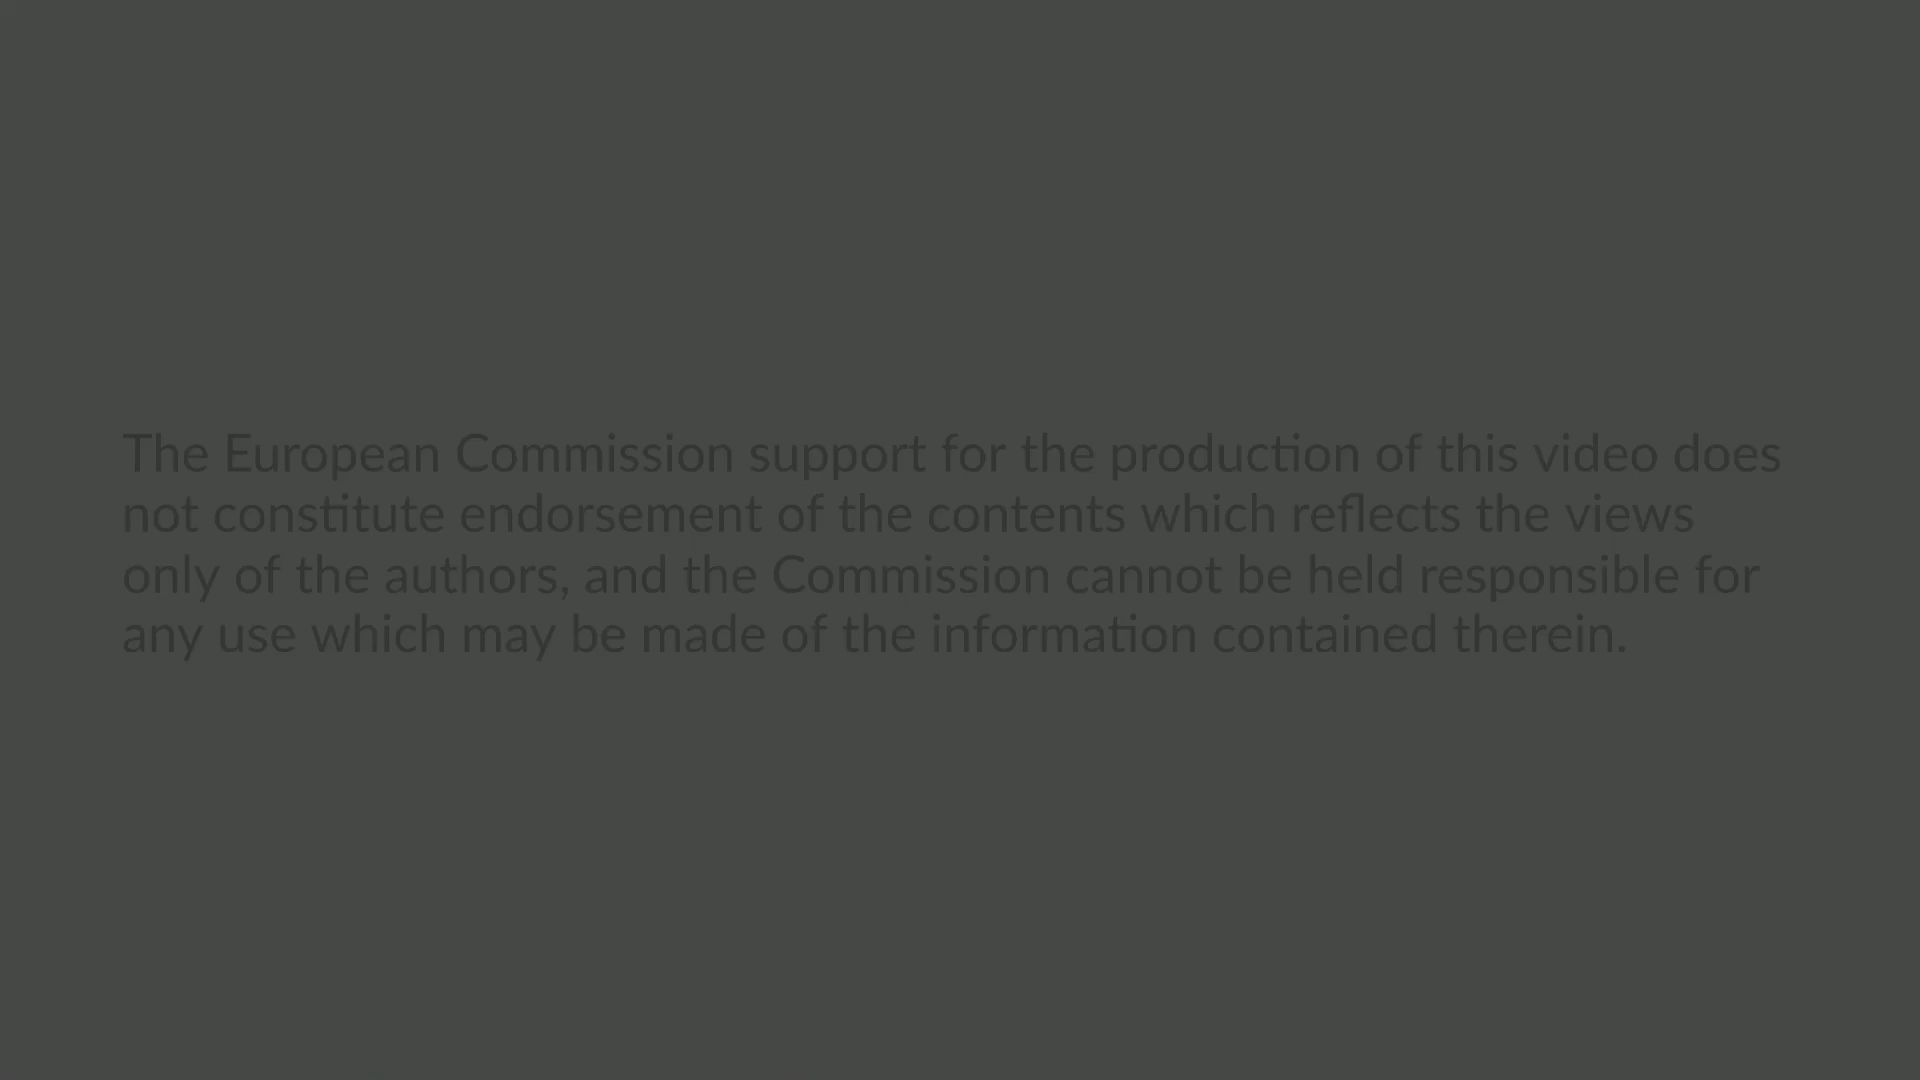 The European Commission support for the production of this video does
not constitute endorsement of the contents which reflects the views
only of the authors, and the Commission cannot be held responsible for
any use which may be made of the information contained therein.